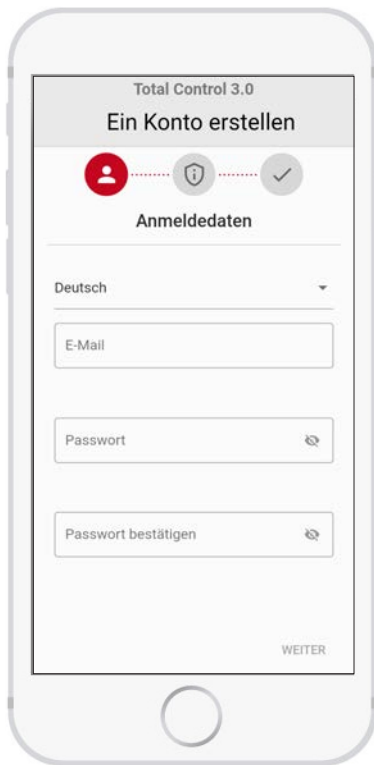 Total Control 3.0
Ein Konto erstellen
Anmeldedaten
Deutsch
E-Mail
Passwort
Passwort bestätigen
WEITER